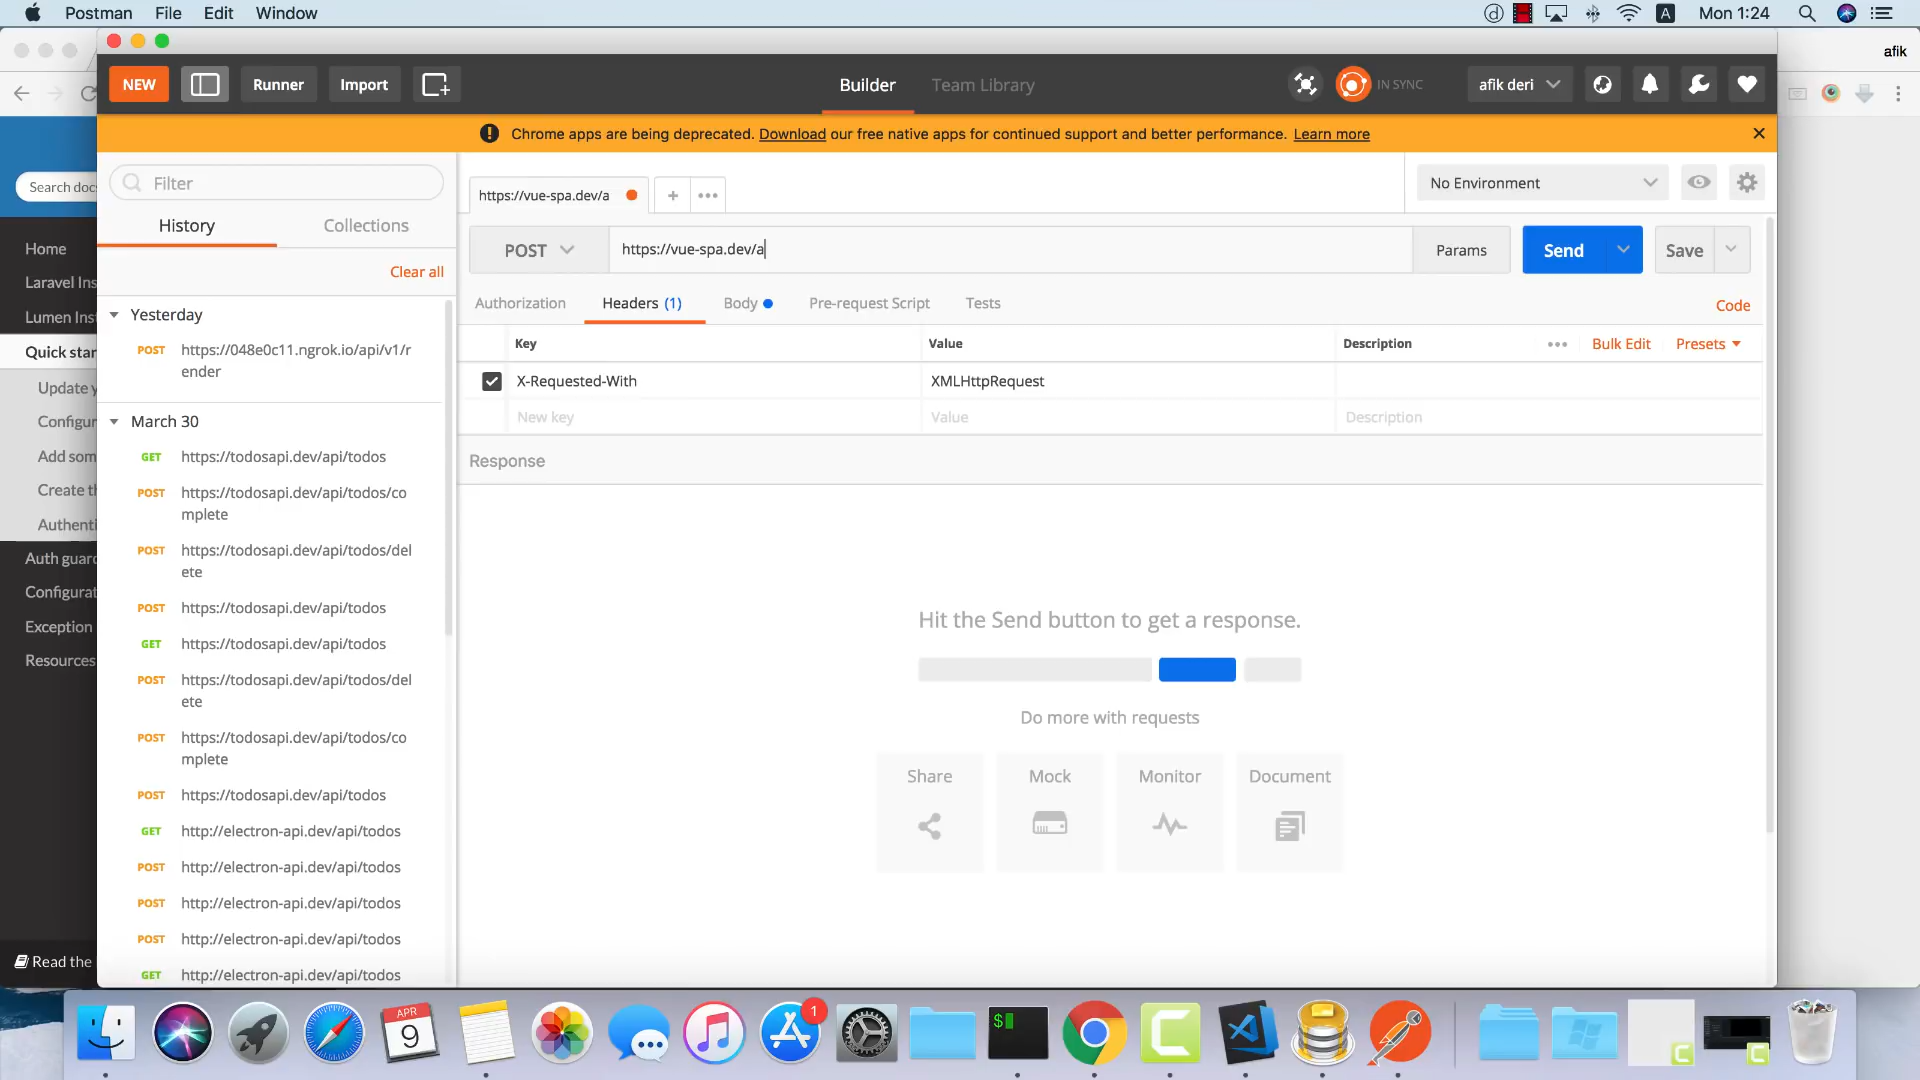 Postman File Edit Window
A Mon 1:24
afik
NEW Runner Import Builder Team Library IN SYNC afik deri
Chrome apps are being deprecated. Download our free native apps for continued support and better performance. Learn more
Search docs
Home
Laravel Ins
Lumen Inst
Quick star
Update y
Configur
Add som
Create th
Authenti
Auth guard
Configurat
Exception
Resources
Read the
Filter
History Collections
Clear all
Yesterday
POST https://048e0c11.ngrok.io/api/v1/r
ender
March 30
GET https://todosapi.dev/api/todos
POST https://todosapi.dev/api/todos/co
mplete
POST https://todosapi.dev/api/todos/del
ete
POST https://todosapi.dev/api/todos
GET https://todosapi.dev/api/todos
POST https://todosapi.dev/api/todos/del
ete
POST https://todosapi.dev/api/todos/co
mplete
POST https://todosapi.dev/api/todos
GET http://electron-api.dev/api/todos
POST http://electron-api.dev/api/todos
POST http://electron-api.dev/api/todos
POST http://electron-api.dev/api/todos
GET http://electron-api.dev/api/todos
https://vue-spa.dev/a
No Environment
POST https://vue-spa.dev/a Params Send Save
Authorization Headers (1) Body Pre-request Script Tests Code
Key Value Description Bulk Edit Presets
X-Requested-With XMLHttpRequest
New key Value Description
Response
Hit the Send button to get a response.
Do more with requests
Share Mock Monitor Document
APR
9
1
$